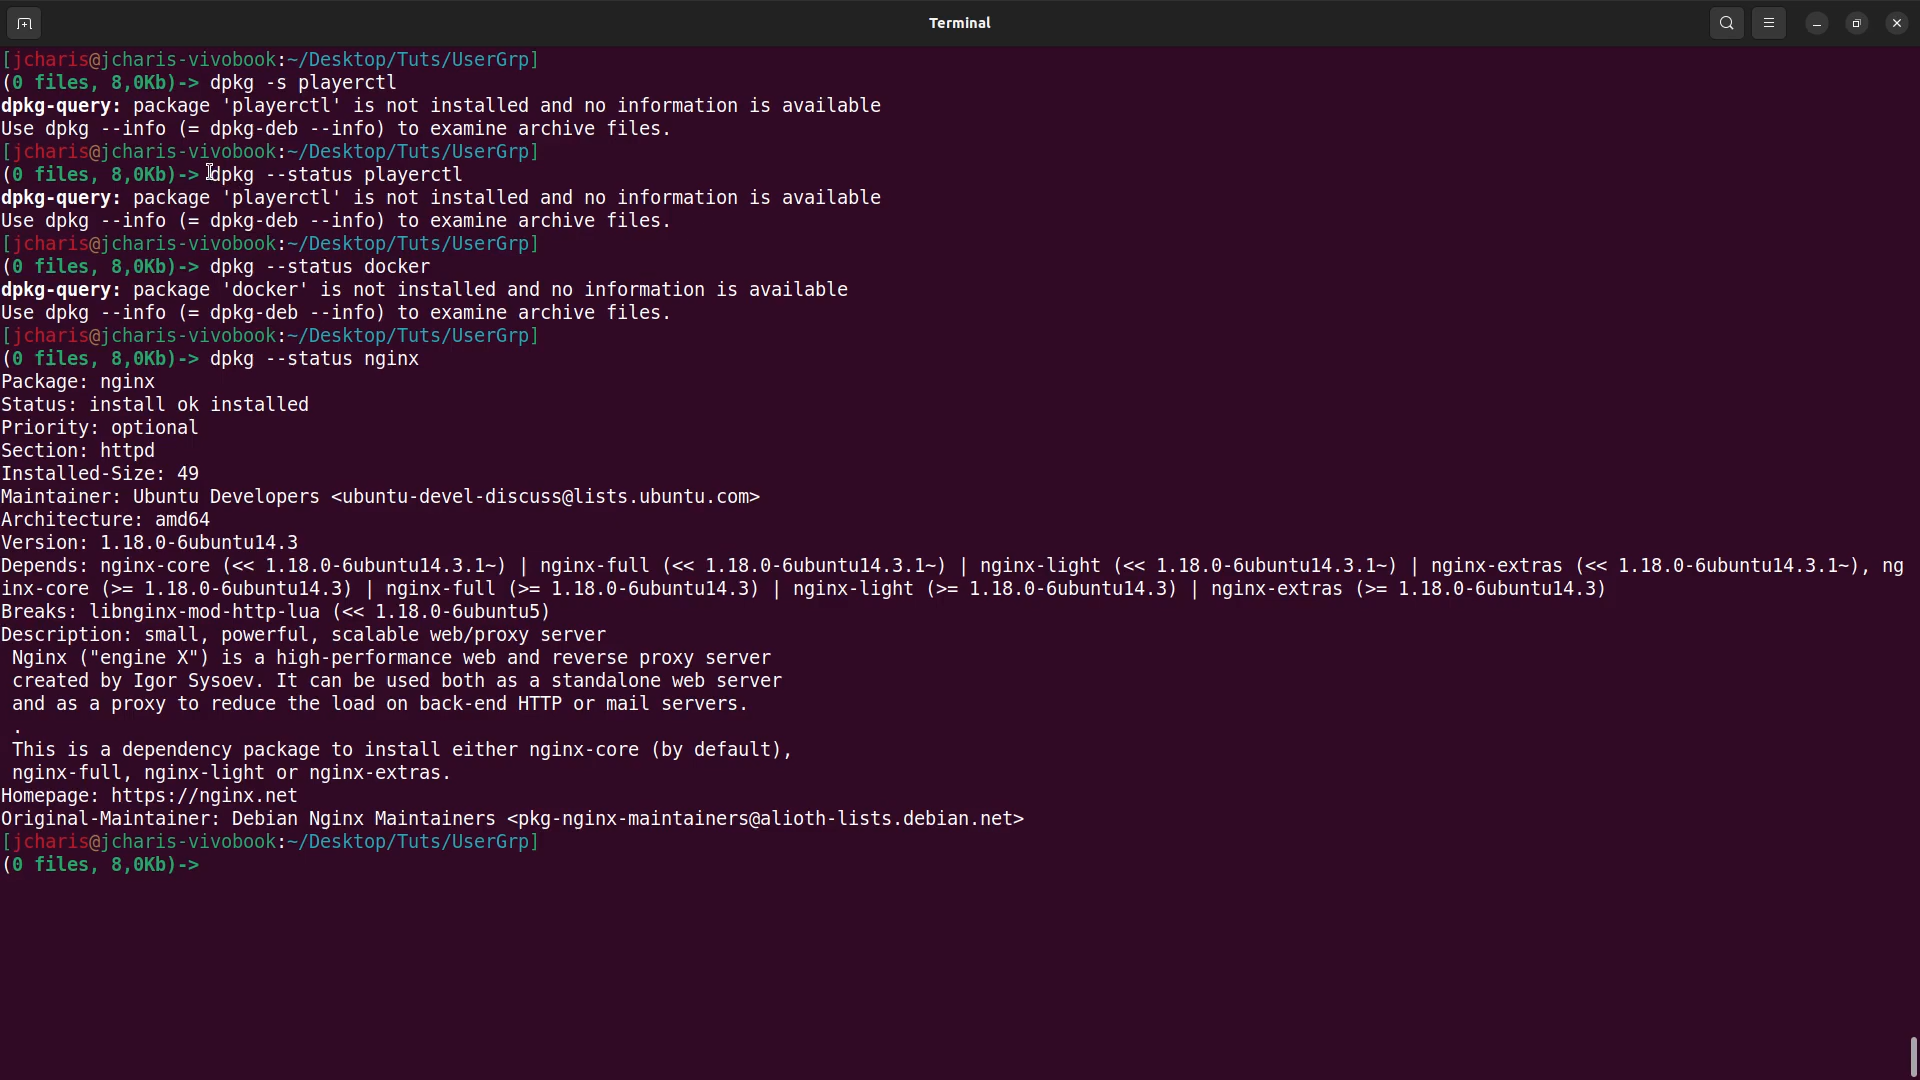 Terminal
[jcharis@jcharis-vivobook:~/Desktop/Tuts/UserGrp]
(0 files, 8,0Kb)-> dpkg -s playerctl
dpkg-query: package 'playerctl' is not installed and no information is available
Use dpkg --info (= dpkg-deb --info) to examine archive files.
[jcharis@jcharis-vivobook:~/Desktop/Tuts/UserGrp]
(0 files, 8,0Kb)-> dpkg --status playerctl
dpkg-query: package 'playerctl' is not installed and no information is available
Use dpkg --info (= dpkg-deb --info) to examine archive files.
[jcharis@jcharis-vivobook:~/Desktop/Tuts/UserGrp]
(0 files, 8,0Kb)-> dpkg --status docker
dpkg-query: package 'docker' is not installed and no information is available
Use dpkg --info (= dpkg-deb --info) to examine archive files.
[jcharis@jcharis-vivobook:~/Desktop/Tuts/UserGrp]
(0 files, 8,0Kb)-> dpkg --status nginx
Package: nginx
Status: install ok installed
Priority: optional
Section: httpd
Installed-Size: 49
Maintainer: Ubuntu Developers <ubuntu-devel-discuss@lists.ubuntu.com>
Architecture: amd64
Version: 1.18.0-6ubuntu14.3
Depends: nginx-core (<< 1.18.0-6ubuntu14.3.1~) | nginx-full (<< 1.18.0-6ubuntu14.3.1~) | nginx-light (<< 1.18.0-6ubuntu14.3.1~) | nginx-extras (<< 1.18.0-6ubuntu14.3.1~), ng
inx-core (>= 1.18.0-6ubuntu14.3) | nginx-full (>= 1.18.0-6ubuntu14.3) | nginx-light (>= 1.18.0-6ubuntu14.3) | nginx-extras (>= 1.18.0-6ubuntu14.3)
Breaks: libnginx-mod-http-lua (<< 1.18.0-6ubuntu5)
Description: small, powerful, scalable web/proxy server
 Nginx ("engine X") is a high-performance web and reverse proxy server
 created by Igor Sysoev. It can be used both as a standalone web server
 and as a proxy to reduce the load on back-end HTTP or mail servers.
 .
 This is a dependency package to install either nginx-core (by default),
 nginx-full, nginx-light or nginx-extras.
Homepage: https://nginx.net
Original-Maintainer: Debian Nginx Maintainers <pkg-nginx-maintainers@alioth-lists.debian.net>
[jcharis@jcharis-vivobook:~/Desktop/Tuts/UserGrp]
(0 files, 8,0Kb)->